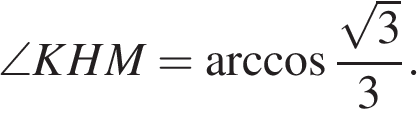 ∠KHM = arccos √3/3.